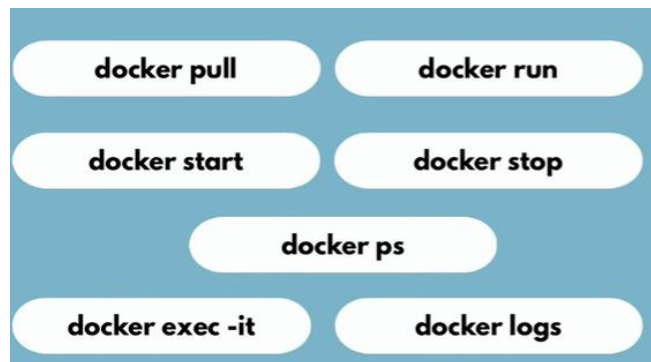 docker pull
docker run
docker start
docker stop
docker ps
docker exec -it
docker logs